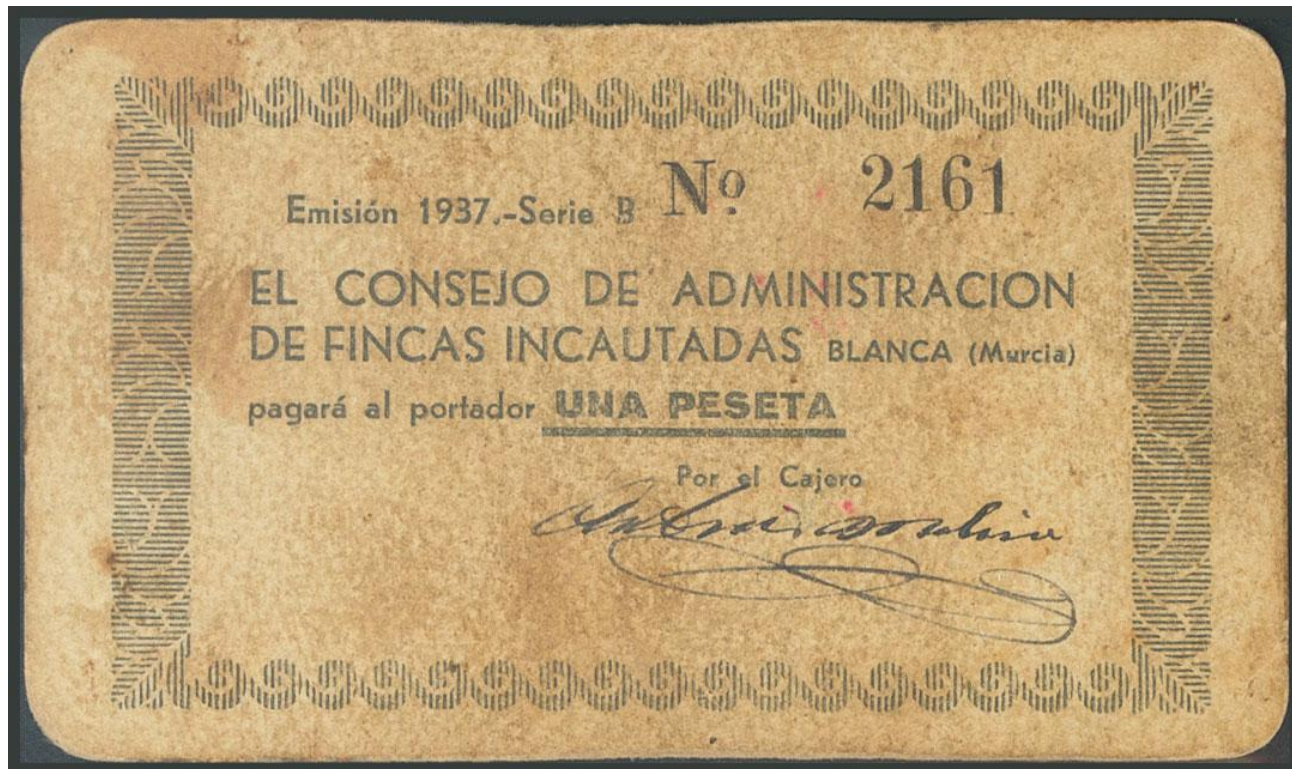 Emisión 1937.-Serie B Nº 2161
EL CONSEJO DE ADMINISTRACION
DE FINCAS INCAUTADAS BLANCA (Murcia)
pagará al portador UNA PESETA
Por el Cajero